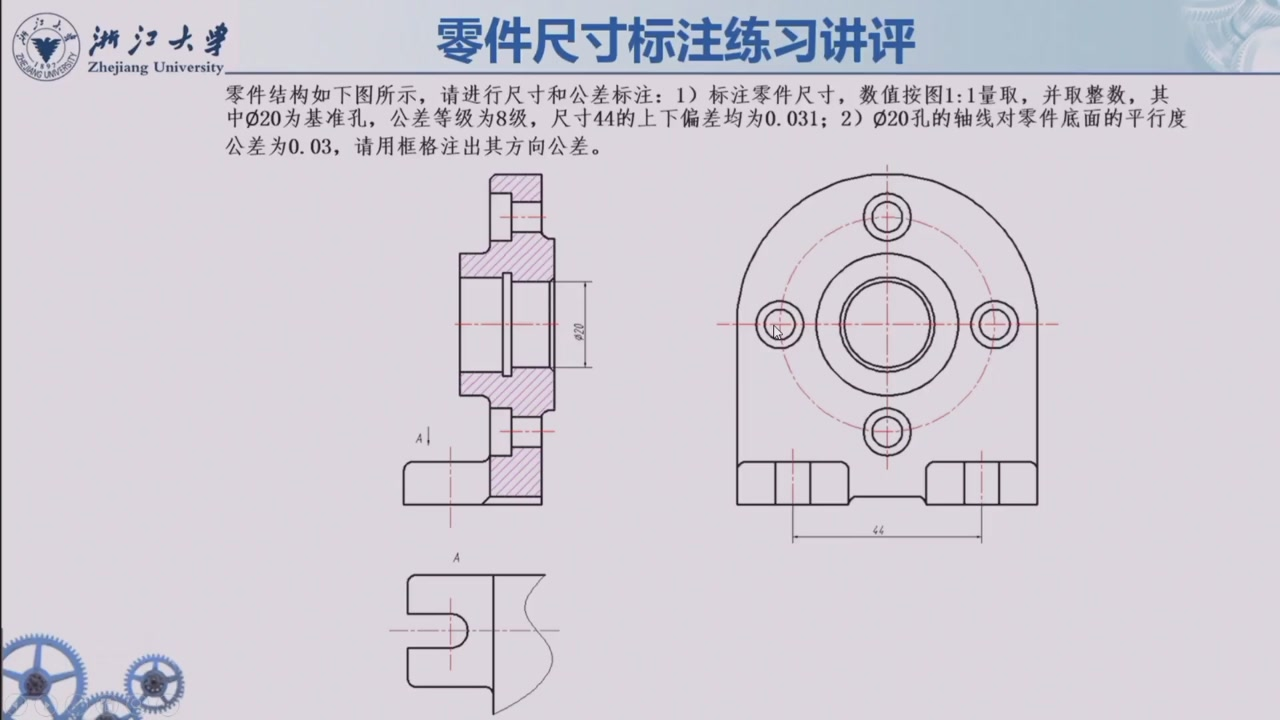 浙江大学
Zhejiang University
零件尺寸标注练习讲评
零件结构如下图所示，请进行尺寸和公差标注：1）标注零件尺寸，数值按图1:1量取，并取整数，其
中Ø20为基准孔，公差等级为8级，尺寸44的上下偏差均为0.031；2）Ø20孔的轴线对零件底面的平行度
公差为0.03，请用框格注出其方向公差。
Ø20
A
44
A